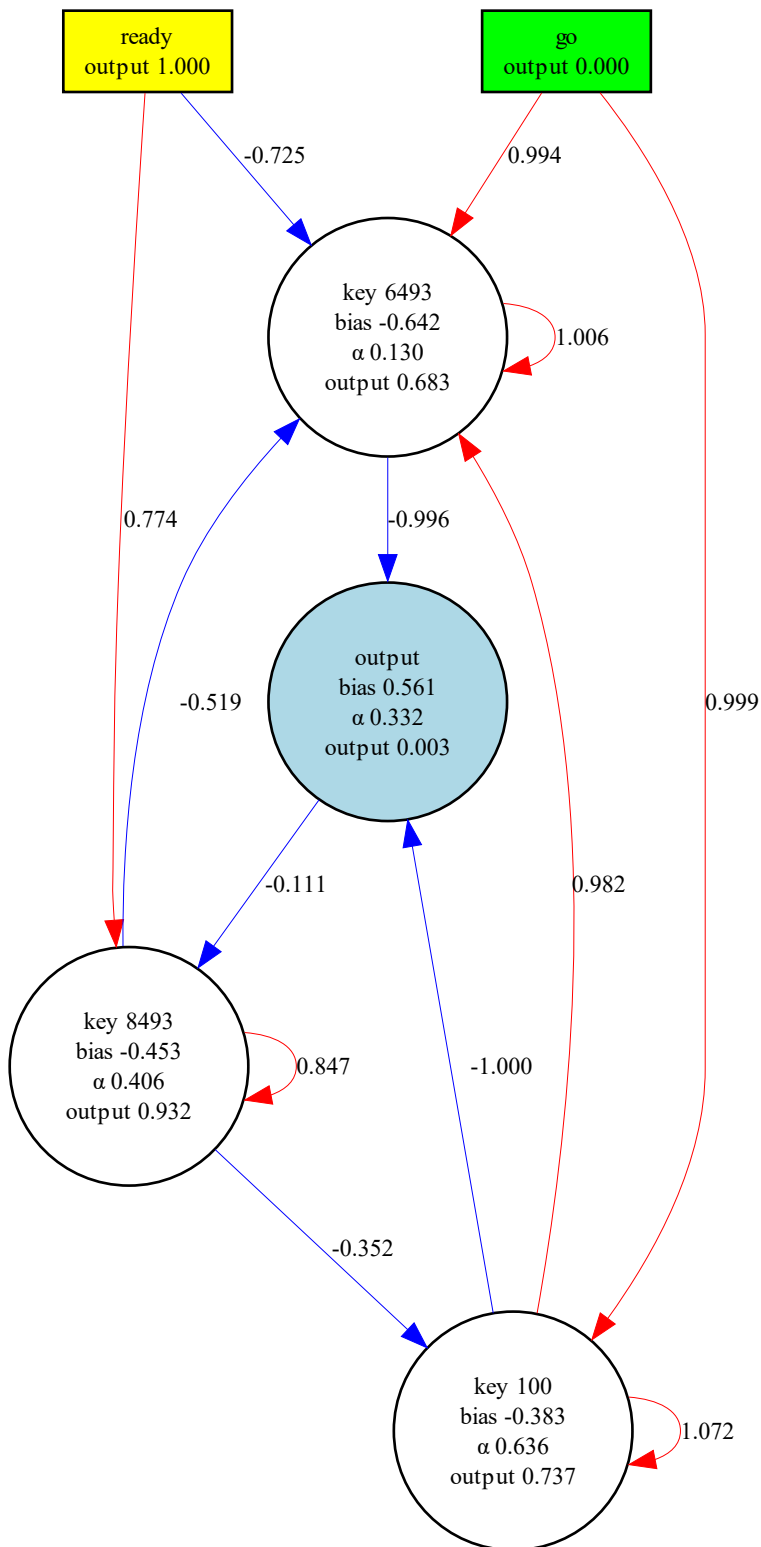 ready
output 1.000
go
output 0.000
-0.725
0.994
key 6493
bias -0.642
α 0.130
output 0.683
1.006
0.774
-0.996
-0.519
output
bias 0.561
α 0.332
output 0.003
0.999
-0.111
0.982
key 8493
bias -0.453
α 0.406
output 0.932
0.847
-1.000
-0.352
key 100
bias -0.383
α 0.636
output 0.737
1.072